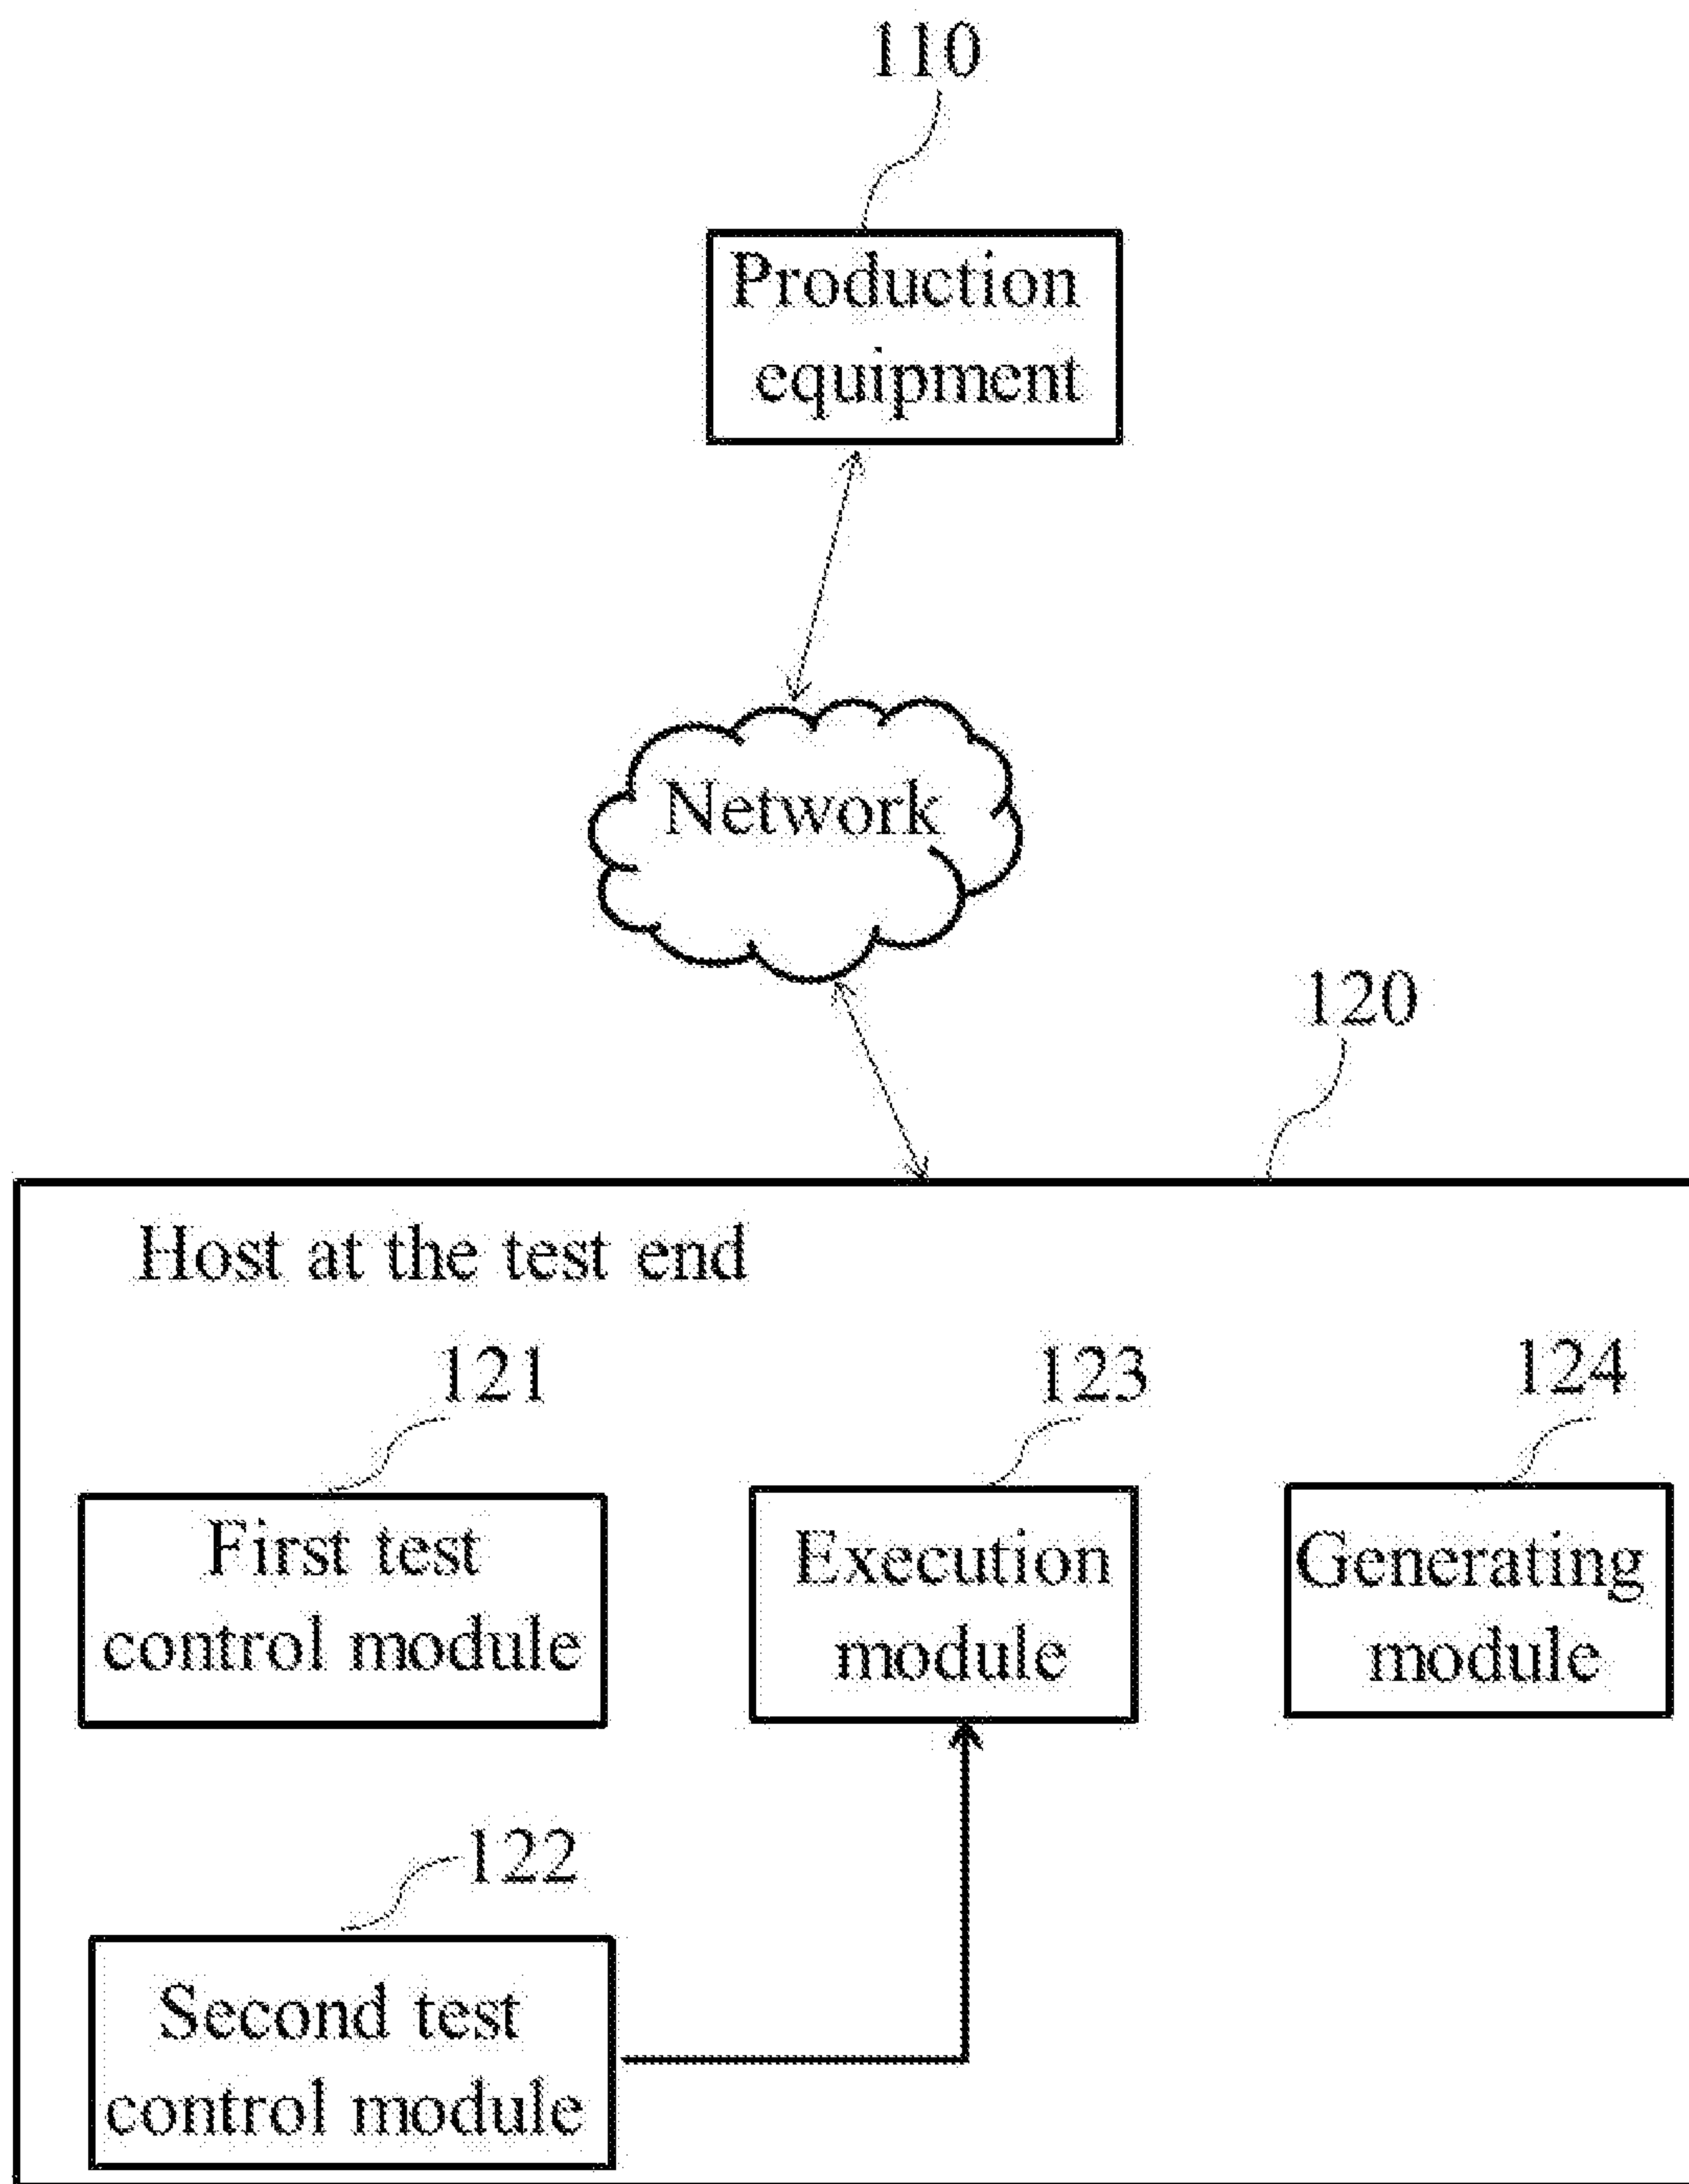 110
Production
equipment
Network
120
Host at the test end
121
123
124
First test
control module
Execution
module
Generating
module
122
Second test
control module